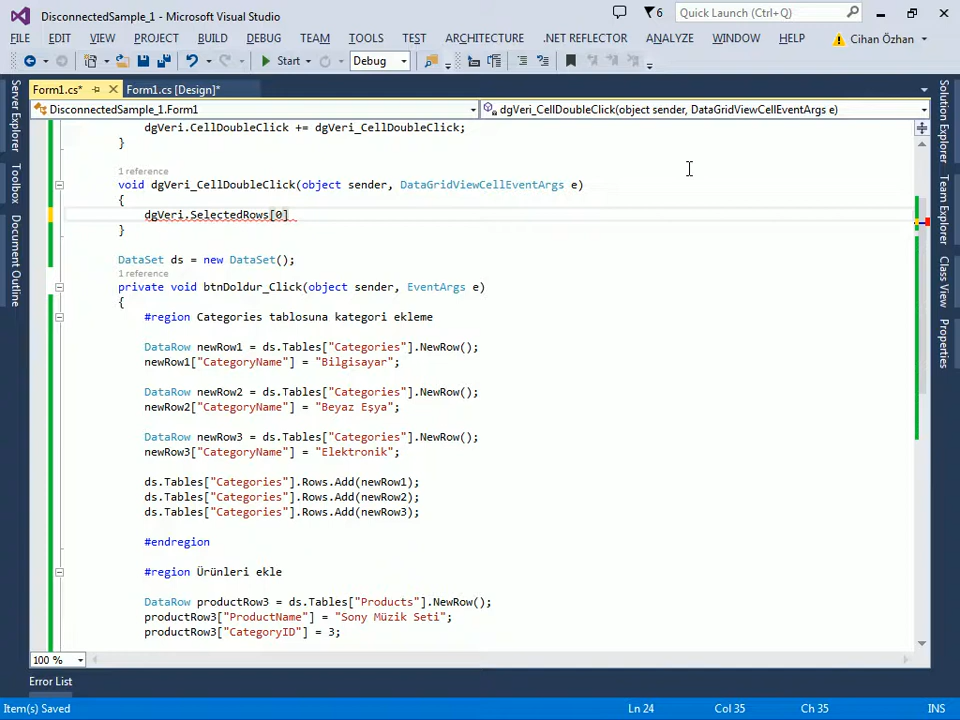 DisconnectedSample_1 - Microsoft Visual Studio
6
Quick Launch (Ctrl+Q)
FILE EDIT VIEW PROJECT BUILD DEBUG TEAM TOOLS TEST ARCHITECTURE .NET REFLECTOR ANALYZE WINDOW HELP Cihan Özhan
Start Debug
Form1.cs* Form1.cs [Design]*
DisconnectedSample_1.Form1 dgVeri_CellDoubleClick(object sender, DataGridViewCellEventArgs e)
Server Explorer
Toolbox
Document Outline
Solution Explorer
Team Explorer
Class View
Properties
dgVeri.CellDoubleClick += dgVeri_CellDoubleClick;
}
1 reference
void dgVeri_CellDoubleClick(object sender, DataGridViewCellEventArgs e)
{
dgVeri.SelectedRows[0]
}
DataSet ds = new DataSet();
1 reference
private void btnDoldur_Click(object sender, EventArgs e)
{
#region Categories tablosuna kategori ekleme
DataRow newRow1 = ds.Tables["Categories"].NewRow();
newRow1["CategoryName"] = "Bilgisayar";
DataRow newRow2 = ds.Tables["Categories"].NewRow();
newRow2["CategoryName"] = "Beyaz Eşya";
DataRow newRow3 = ds.Tables["Categories"].NewRow();
newRow3["CategoryName"] = "Elektronik";
ds.Tables["Categories"].Rows.Add(newRow1);
ds.Tables["Categories"].Rows.Add(newRow2);
ds.Tables["Categories"].Rows.Add(newRow3);
#endregion
#region Ürünleri ekle
DataRow productRow3 = ds.Tables["Products"].NewRow();
productRow3["ProductName"] = "Sony Müzik Seti";
productRow3["CategoryID"] = 3;
100 %
Error List
Item(s) Saved Ln 24 Col 35 Ch 35 INS